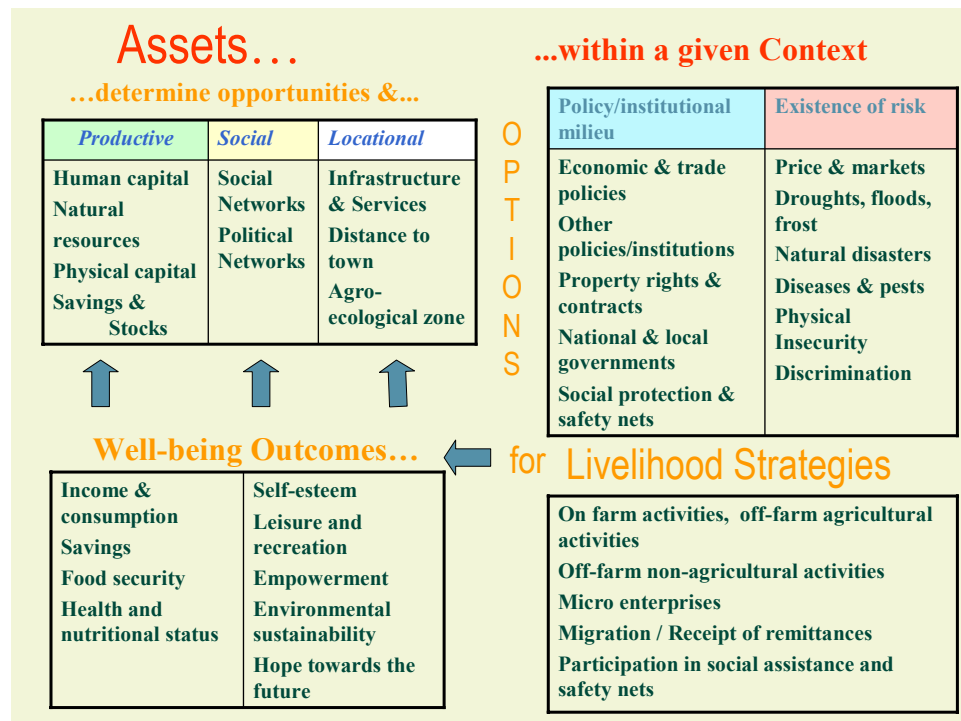 Assets…
…determine opportunities &...
Productive
Human capital
Natural
resources
Physical capital
Savings &
Stocks
Social
Social
Networks
Political
Networks
Locational
Infrastructure
& Services
Distance to
town
Agro-
ecological zone
O
P
T
I
O
N
S
...within a given Context
Policy/institutional
milieu
Economic & trade
policies
Other
policies/institutions
Property rights &
contracts
National & local
governments
Social protection &
safety nets
Existence of risk
Price & markets
Droughts, floods,
frost
Natural disasters
Diseases & pests
Physical
Insecurity
Discrimination
for Livelihood Strategies
On farm activities, off-farm agricultural
activities
Off-farm non-agricultural activities
Micro enterprises
Migration / Receipt of remittances
Participation in social assistance and
safety nets
Well-being Outcomes…
Income &
consumption
Savings
Food security
Health and
nutritional status
Self-esteem
Leisure and
recreation
Empowerment
Environmental
sustainability
Hope towards the
future